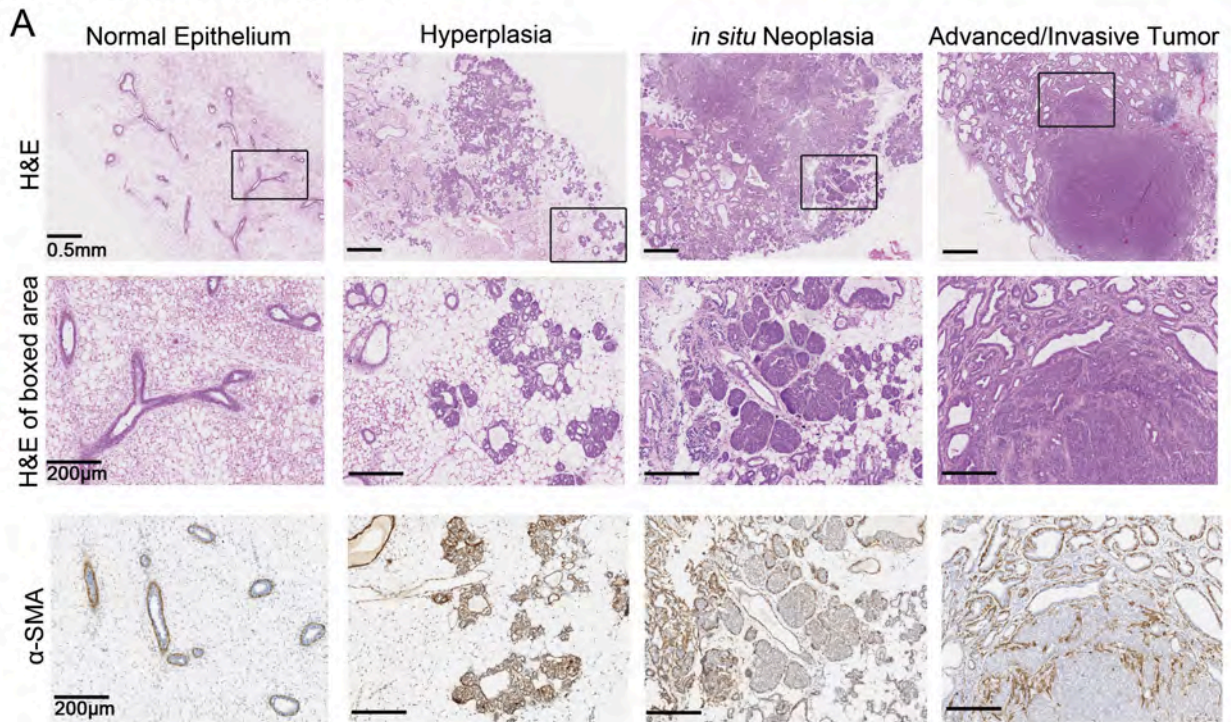 A
Normal Epithelium
Hyperplasia
in situ Neoplasia
Advanced/Invasive Tumor
H&E
0.5mm
H&E of boxed area
200μm
α-SMA
200μm